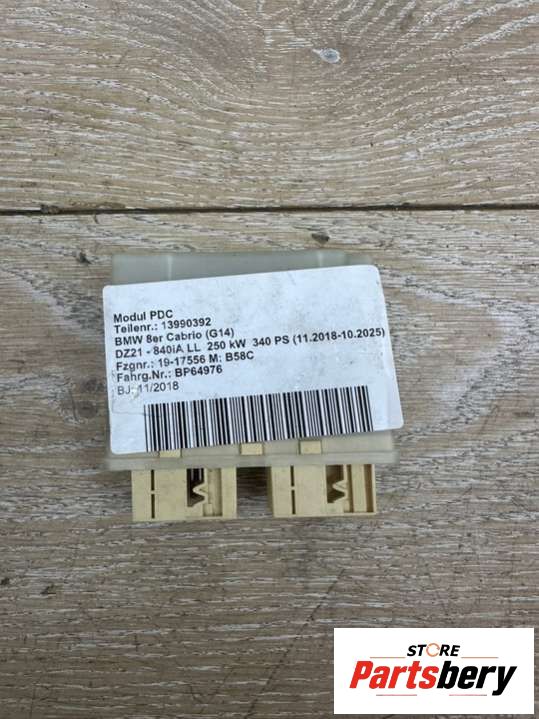 Modul PDC
Teilenr.: 13990392
BMW 8er Cabrio (G14)
DZ21 - 840iA LL 250 kW 340 PS (11.2018-10.2025)
Fzgnr.: 19-17556 M: B58C
Fahrg.Nr.: BP64976
BJ: 11/2018
STORE
Partsbery